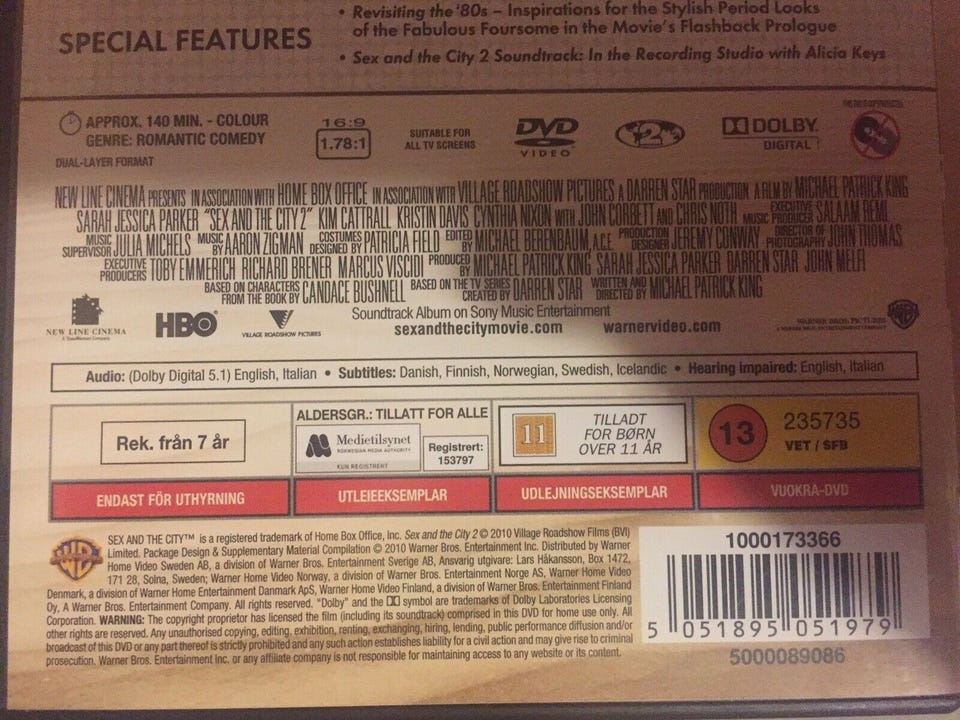 SPECIAL FEATURES
• Revisiting the '80s – Inspirations for the Stylish Period Looks
of the Fabulous Foursome in the Movie's Flashback Prologue
• Sex and the City 2 Soundtrack: In the Recording Studio with Alicia Keys
APPROX. 140 MIN. - COLOUR
GENRE: ROMANTIC COMEDY
DUAL-LAYER FORMAT
16:9
1.78:1
SUITABLE FOR
ALL TV SCREENS
DVD
VIDEO
2
DOLBY
DIGITAL
NEW LINE CINEMA PRESENTS IN ASSOCIATION WITH HOME BOX OFFICE IN ASSOCIATION WITH VILLAGE ROADSHOW PICTURES A DARREN STAR PRODUCTION A FILM BY MICHAEL PATRICK KING
SARAH JESSICA PARKER "SEX AND THE CITY 2" KIM CATTRALL KRISTIN DAVIS CYNTHIA NIXON WITH JOHN CORBETT AND CHRIS NOTH EXECUTIVE MUSIC PRODUCER SALAAM REMI
MUSIC SUPERVISOR JULIA MICHELS MUSIC BY AARON ZIGMAN COSTUMES DESIGNED BY PATRICIA FIELD EDITED BY MICHAEL BERENBAUM, A.C.E. PRODUCTION DESIGNER JEREMY CONWAY DIRECTOR OF PHOTOGRAPHY JOHN THOMAS
EXECUTIVE PRODUCERS TOBY EMMERICH RICHARD BRENER MARCUS VISCIDI PRODUCED BY MICHAEL PATRICK KING SARAH JESSICA PARKER DARREN STAR JOHN MELFI
BASED ON CHARACTERS FROM THE BOOK BY CANDACE BUSHNELL BASED ON THE TV SERIES CREATED BY DARREN STAR WRITTEN AND DIRECTED BY MICHAEL PATRICK KING
Soundtrack Album on Sony Music Entertainment
sexandthecitymovie.com warnervideo.com
NEW LINE CINEMA
A TimeWarner Company
HBO
VILLAGE ROADSHOW PICTURES
WARNER BROS. PICTURES
A WARNER BROS. ENTERTAINMENT COMPANY
Audio: (Dolby Digital 5.1) English, Italian • Subtitles: Danish, Finnish, Norwegian, Swedish, Icelandic • Hearing impaired: English, Italian
Rek. från 7 år
ENDAST FÖR UTHYRNING
ALDERSGR.: TILLATT FOR ALLE
Medietilsynet
NORWEGIAN MEDIA AUTHORITY
KUN REGISTRERT
Registrert:
153797
UTLEIEEKSEMPLAR
11
TILLADT
FOR BØRN
OVER 11 ÅR
UDLEJNINGSEKSEMPLAR
13
235735
VET / SFB
VUOKRA-DVD
WB
SEX AND THE CITY™ is a registered trademark of Home Box Office, Inc. Sex and the City 2 © 2010 Village Roadshow Films (BVI)
Limited. Package Design & Supplementary Material Compilation © 2010 Warner Bros. Entertainment Inc. Distributed by Warner
Home Video Sweden AB, a division of Warner Bros. Entertainment Sverige AB, Ansvarig utgivare: Lars Håkansson, Box 1472,
171 28, Solna, Sweden; Warner Home Video Norway, a division of Warner Bros. Entertainment Norge AS, Warner Home Video
Denmark, a division of Warner Home Entertainment Danmark ApS, Warner Home Video Finland, a division of Warner Bros. Entertainment Finland
Oy, A Warner Bros. Entertainment Company. All rights reserved. "Dolby" and the DD symbol are trademarks of Dolby Laboratories Licensing
Corporation. WARNING: The copyright proprietor has licensed the film (including its soundtrack) comprised in this DVD for home use only. All
other rights are reserved. Any unauthorised copying, editing, exhibition, renting, exchanging, hiring, lending, public performance diffusion and/or
broadcast of this DVD or any part thereof is strictly prohibited and any such action establishes liability for a civil action and may give rise to criminal
prosecution. Warner Bros. Entertainment Inc. or any affiliate company is not responsible for maintaining access to any website or its content.
1000173366
5 051895 051979
5000089086